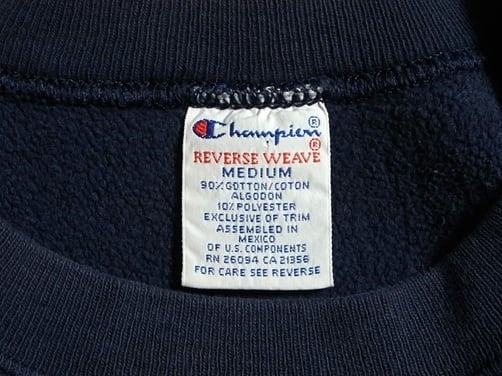 Champion®
REVERSE WEAVE®
MEDIUM
90% COTTON/COTON
ALGODON
10% POLYESTER
EXCLUSIVE OF TRIM
ASSEMBLED IN
MEXICO
OF U.S. COMPONENTS
RN 26094 CA 21356
FOR CARE SEE REVERSE